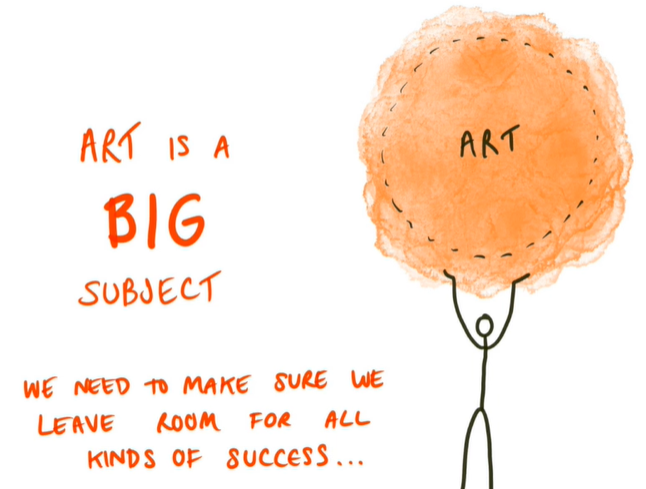 ART IS A
BIG
SUBJECT
WE NEED TO MAKE SURE WE
LEAVE ROOM FOR ALL
KINDS OF SUCCESS...
ART